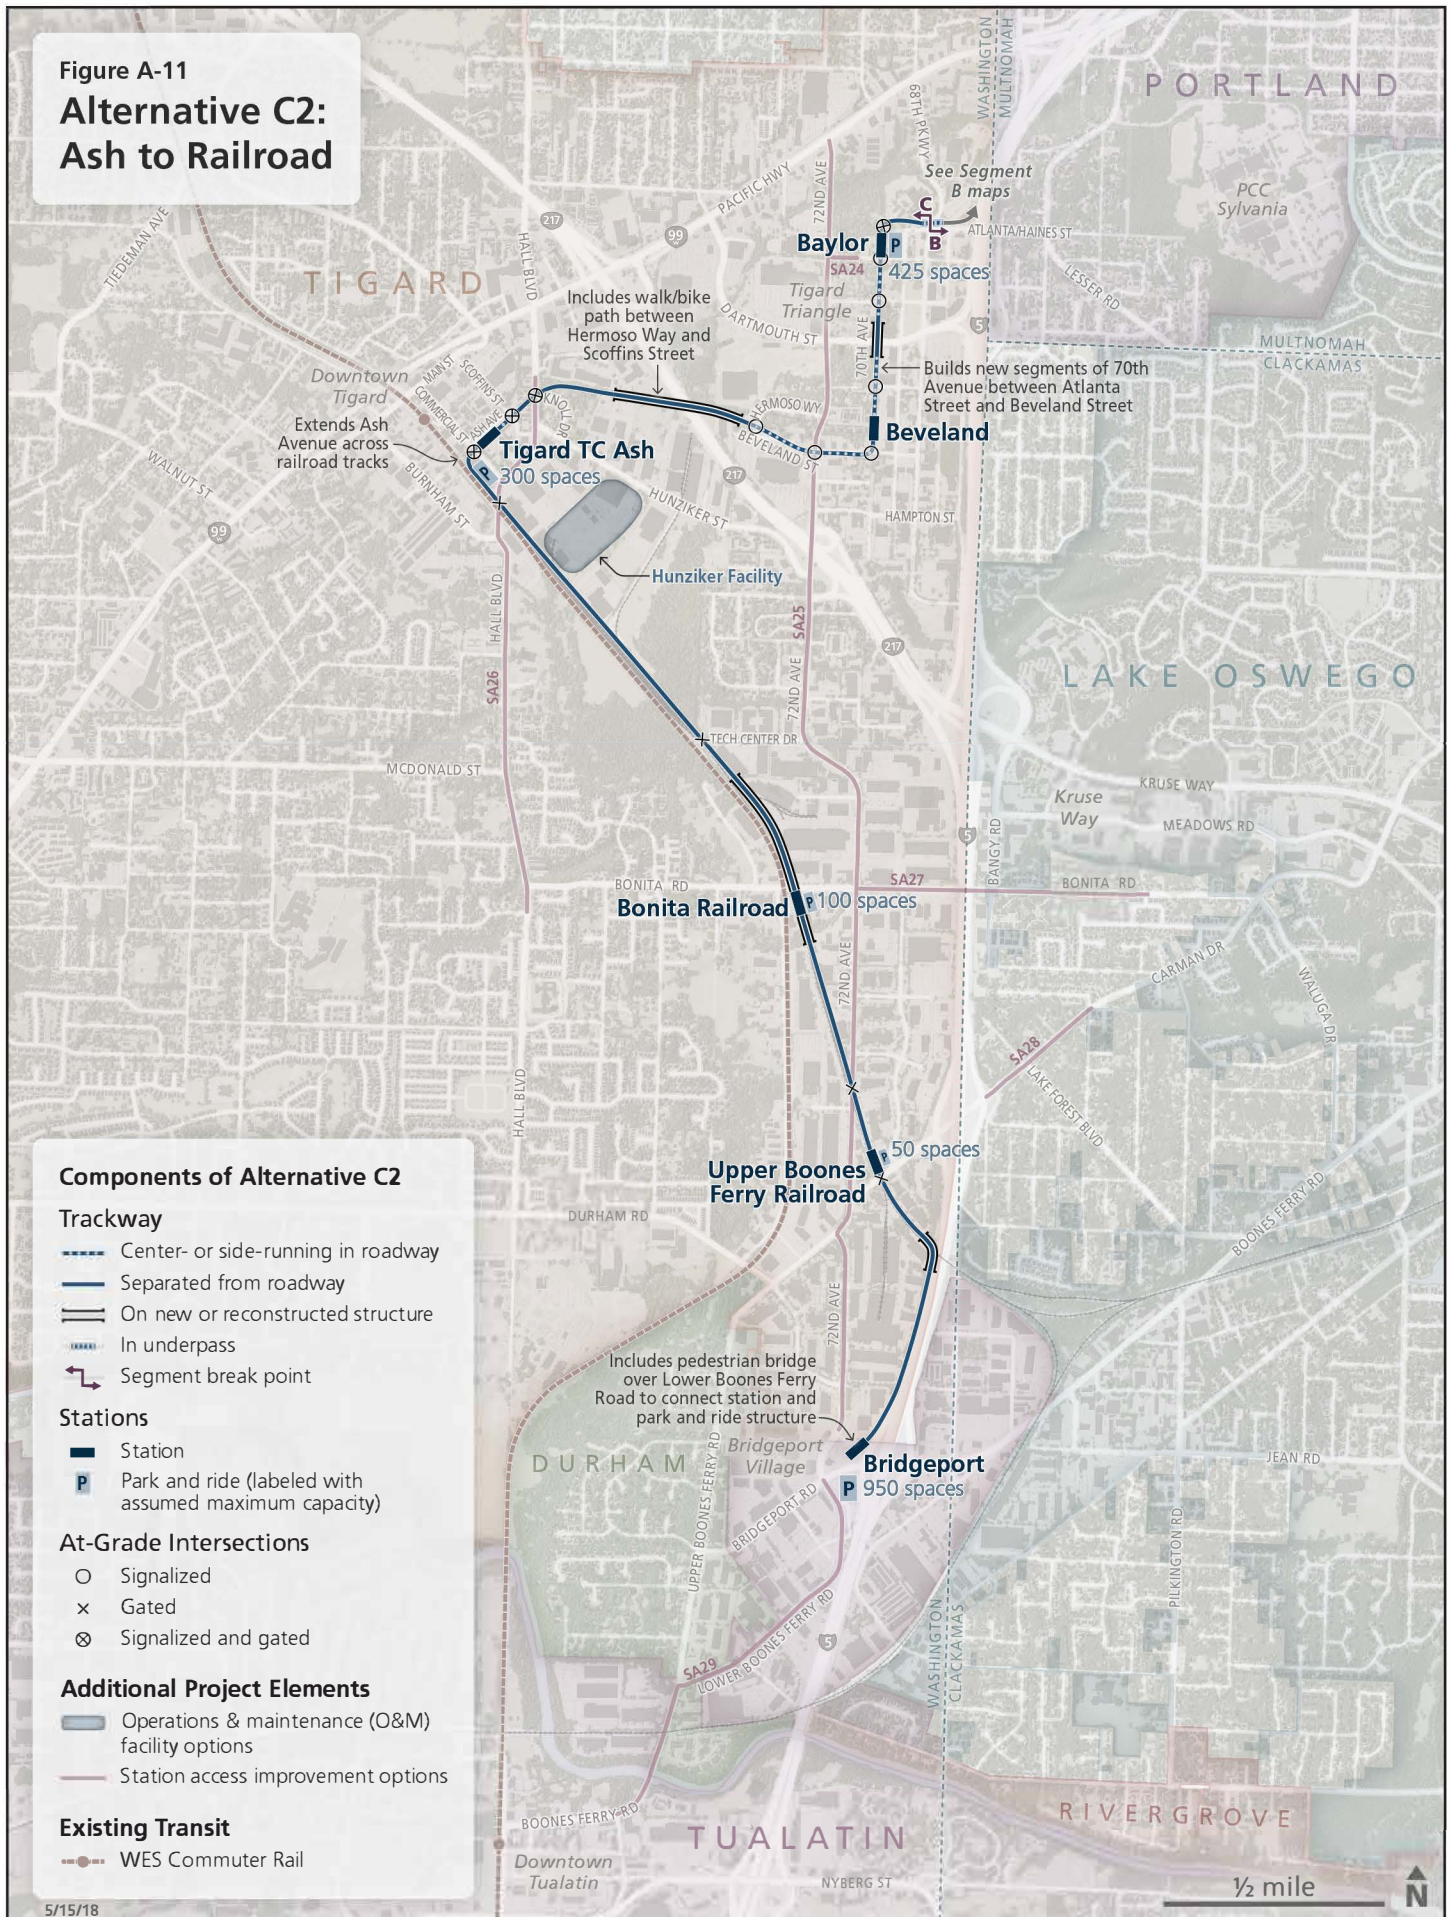 Figure A-11
Alternative C2:
Ash to Railroad
PORTLAND
WASHINGTON
MULTNOMAH
68TH PKWY
See Segment
B maps
PCC
Sylvania
PACIFIC HWY
72ND AVE
217
99
HALL BLVD
TIEDEMAN AVE
TIGARD
C
B
ATLANTA/HAINES ST
Baylor
P
425 spaces
SA24
LESSER RD
Tigard
Triangle
DARTMOUTH ST
70TH AVE
5
MULTNOMAH
CLACKAMAS
Includes walk/bike
path between
Hermoso Way and
Scoffins Street
Builds new segments of 70th
Avenue between Atlanta
Street and Beveland Street
Downtown
Tigard
MAIN ST
SCOFFINS ST
COMMERCIAL ST
ASH AVE
KNOLL DR
HERMOSO WY
BEVELAND ST
Beveland
Extends Ash
Avenue across
railroad tracks
Tigard TC Ash
P
300 spaces
WALNUT ST
BURNHAM ST
99
217
HUNZIKER ST
HAMPTON ST
Hunziker Facility
HALL BLVD
SA26
SA25
72ND AVE
217
LAKE OSWEGO
TECH CENTER DR
MCDONALD ST
KRUSE WAY
Kruse
Way
MEADOWS RD
5
BANGY RD
BONITA RD
SA27
BONITA RD
Bonita Railroad
P
100 spaces
72ND AVE
CARMAN DR
WALUGA DR
SA28
LAKE FOREST BLVD
HALL BLVD
50 spaces
P
Upper Boones
Ferry Railroad
DURHAM RD
BOONES FERRY RD
72ND AVE
Includes pedestrian bridge
over Lower Boones Ferry
Road to connect station and
park and ride structure
Bridgeport
Village
DURHAM
UPPER BOONES FERRY RD
Bridgeport
P
950 spaces
JEAN RD
BRIDGEPORT RD
PILKINGTON RD
LOWER BOONES FERRY RD
5
SA29
WASHINGTON
CLACKAMAS
RIVERGROVE
BOONES FERRY RD
TUALATIN
Downtown
Tualatin
NYBERG ST
½ mile
N
Components of Alternative C2
Trackway
Center- or side-running in roadway
Separated from roadway
On new or reconstructed structure
In underpass
Segment break point
Stations
Station
P
Park and ride (labeled with
assumed maximum capacity)
At-Grade Intersections
Signalized
Gated
Signalized and gated
Additional Project Elements
Operations & maintenance (O&M)
facility options
Station access improvement options
Existing Transit
WES Commuter Rail
5/15/18